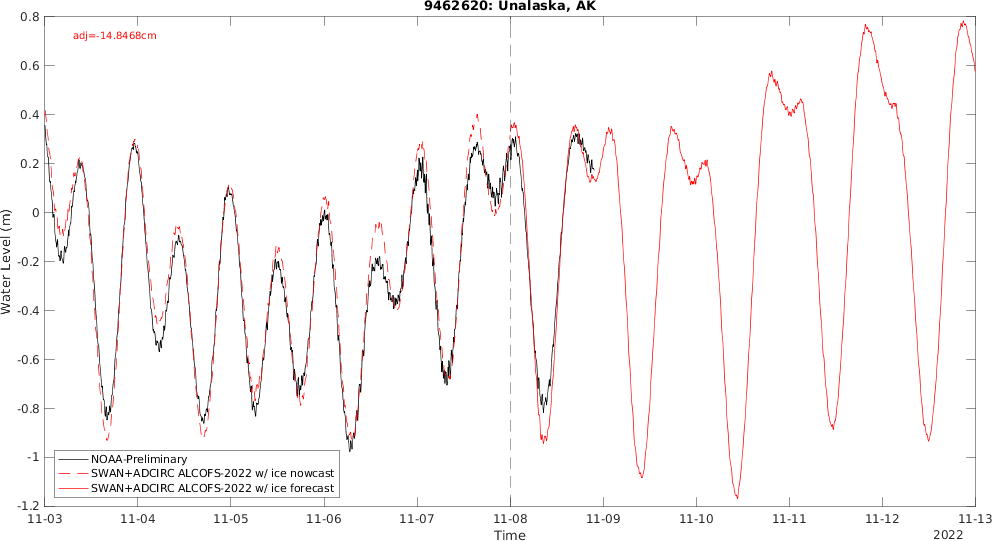 9462620: Unalaska, AK
adj=-14.8468cm
Water Level (m)
0.8
0.6
0.4
0.2
0
-0.2
-0.4
-0.6
-0.8
-1
-1.2
NOAA-Preliminary
SWAN+ADCIRC ALCOFS-2022 w/ ice nowcast
SWAN+ADCIRC ALCOFS-2022 w/ ice forecast
11-03 11-04 11-05 11-06 11-07 11-08 11-09 11-10 11-11 11-12 11-13
Time
2022